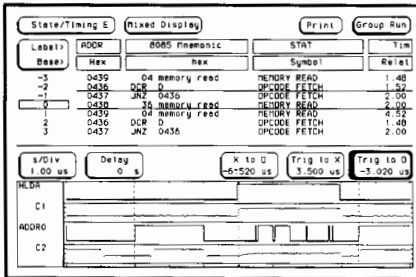 State/Timing E Mixed Display Print Group Run
Label> ADDR 8085 Mnemonic STAT Tim
Base> Hex hex Symbol Relat
-3 0439 04 memory read MEMORY READ 1.48
-2 0436 DCR D OPCODE FETCH 1.52
-1 0437 JNZ 0436 OPCODE FETCH 2.00
0 0438 36 memory read MEMORY READ 2.00
1 0439 04 memory read MEMORY READ 4.52
2 0436 DCR D OPCODE FETCH 1.48
3 0437 JNZ 0436 OPCODE FETCH 2.00
s/Div Delay X to O Trig to X Trig to O
1.00 us 0 s -6.520 us 3.500 us -3.020 us
HLDA
C1
ADDR0
C2